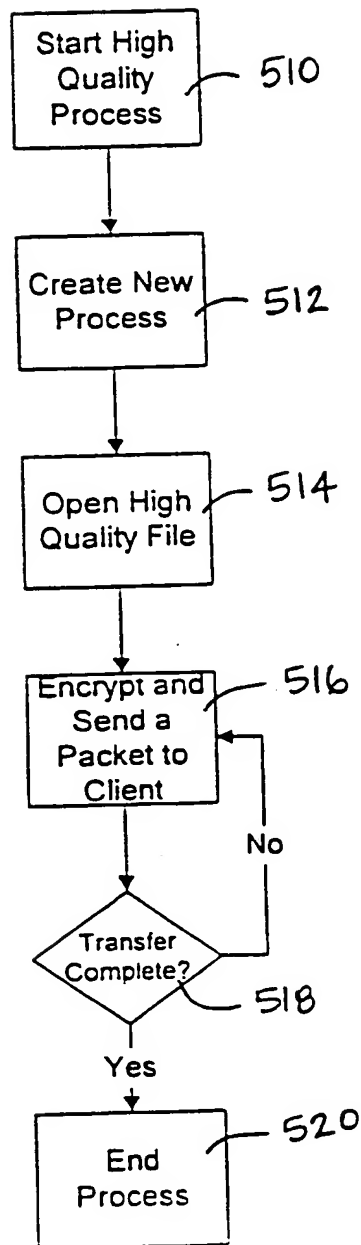 Start High
Quality
Process
510
Create New
Process
512
Open High
Quality File
514
Encrypt and
Send a
Packet to
Client
516
No
Transfer
Complete?
518
Yes
End
Process
520